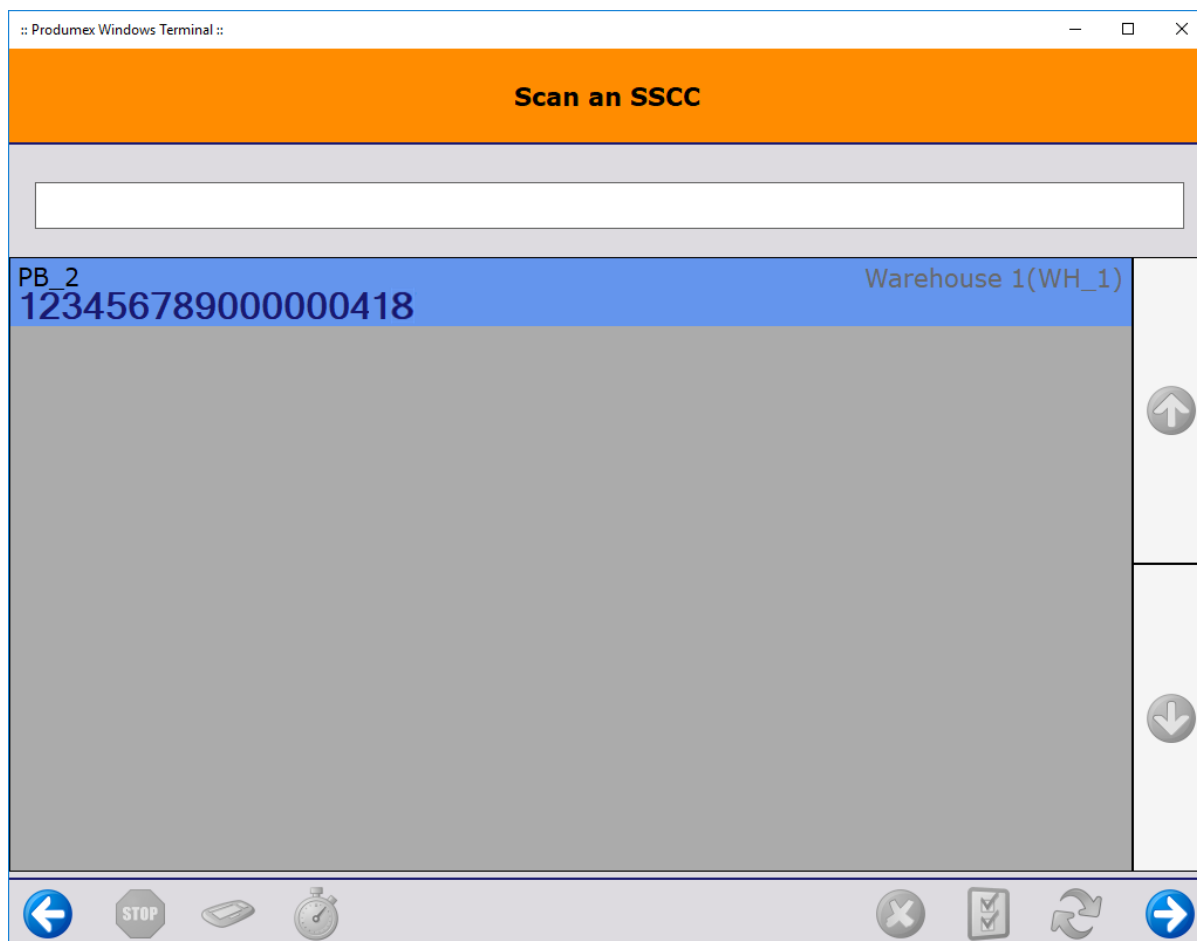 :: Produmex Windows Terminal ::
Scan an SSCC
PB_2
Warehouse 1(WH_1)
123456789000000418
STOP